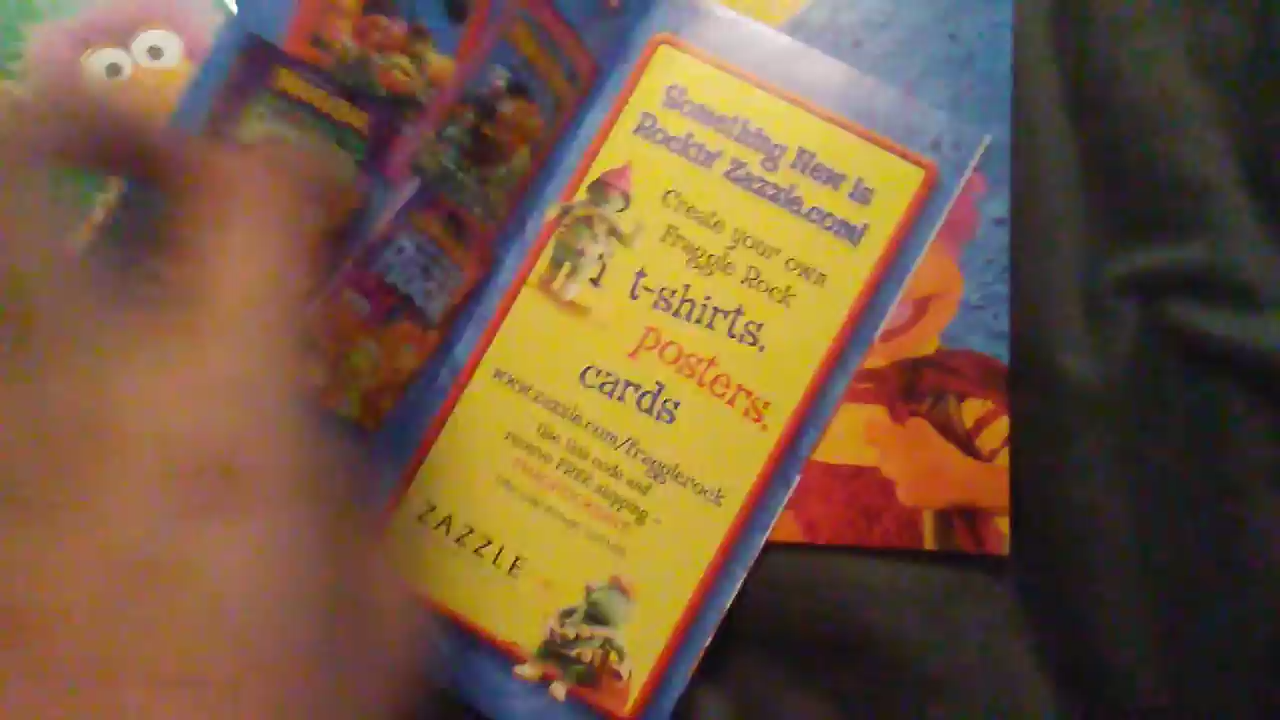 Something New is
Rockin' Zazzle.com!
Create your own
Fraggle Rock
t-shirts,
posters,
cards
www.zazzle.com/fragglerock
Use this code and
receive FREE shipping
ZAZZLE